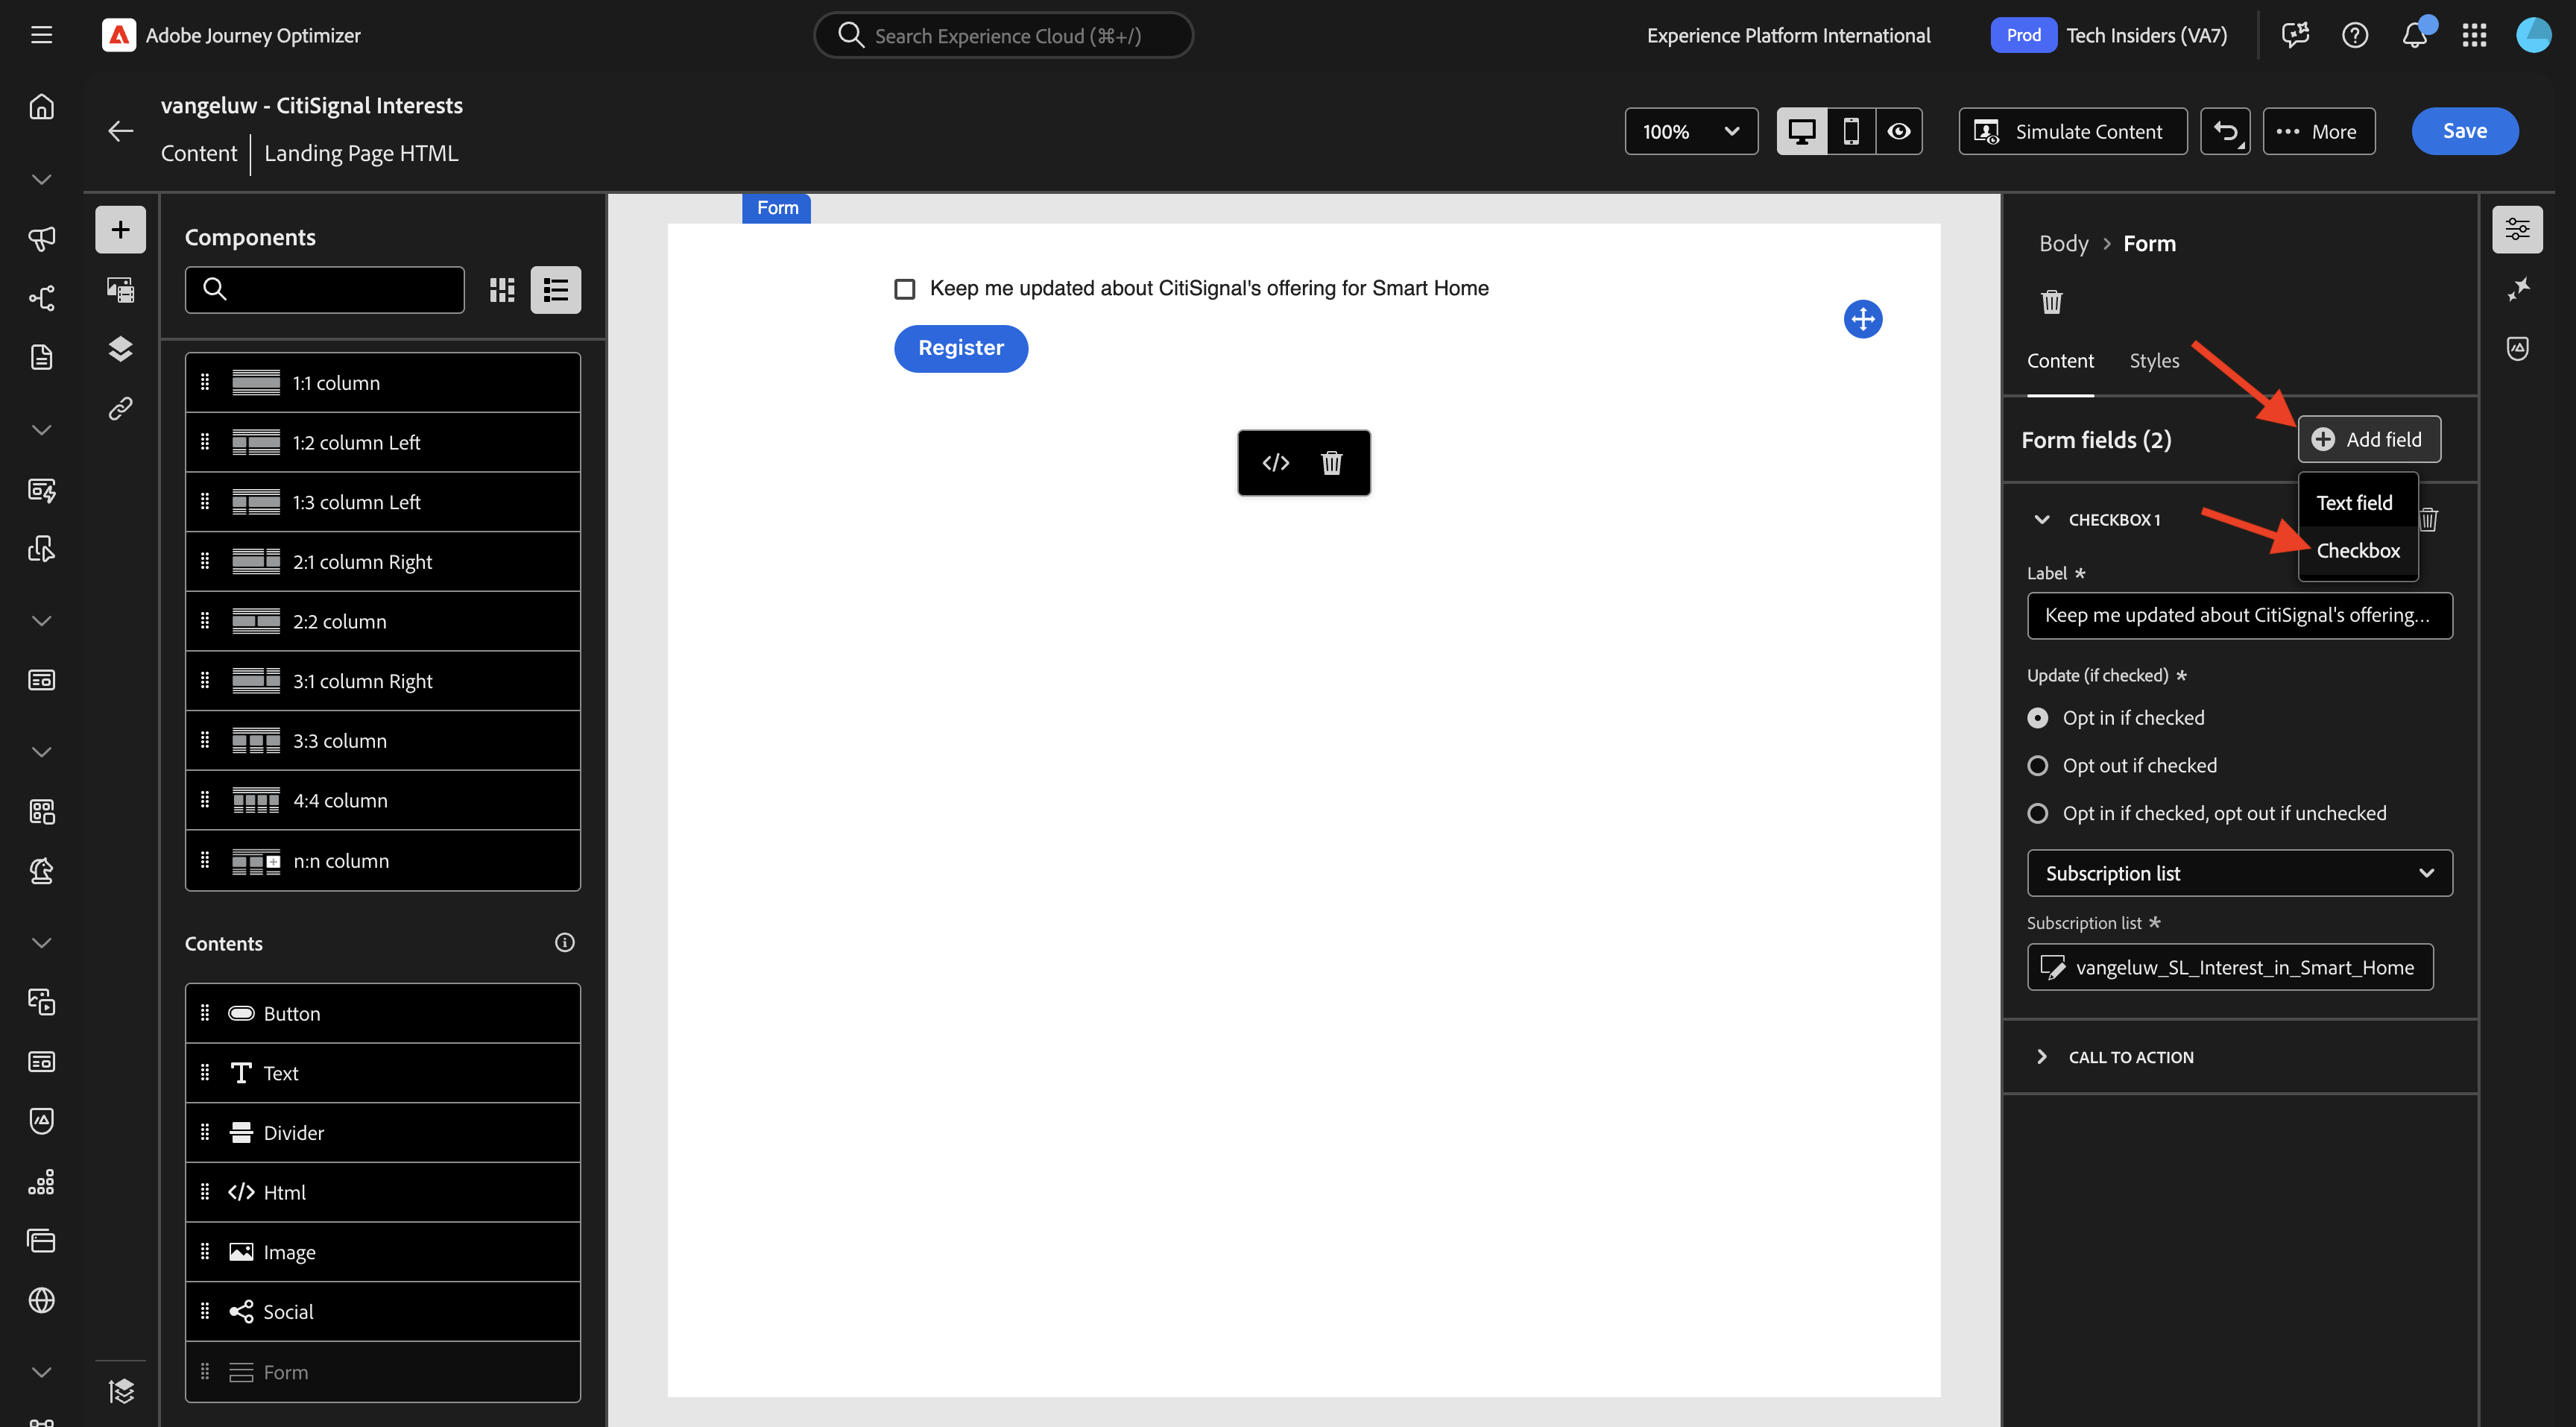 Adobe Journey Optimizer
Search Experience Cloud (⌘+/)
Experience Platform International
Prod
Tech Insiders (VA7)
vangeluw - CitiSignal Interests
Content
Landing Page HTML
100%
Simulate Content
More
Save
Components
1:1 column
1:2 column Left
1:3 column Left
2:1 column Right
2:2 column
3:1 column Right
3:3 column
4:4 column
n:n column
Contents
Button
Text
Divider
Html
Image
Social
Form
Form
Keep me updated about CitiSignal's offering for Smart Home
Register
Body > Form
Content
Styles
Form fields (2)
Add field
Text field
Checkbox
CHECKBOX 1
Label *
Keep me updated about CitiSignal's offering...
Update (if checked) *
Opt in if checked
Opt out if checked
Opt in if checked, opt out if unchecked
Subscription list
Subscription list *
vangeluw_SL_Interest_in_Smart_Home
CALL TO ACTION